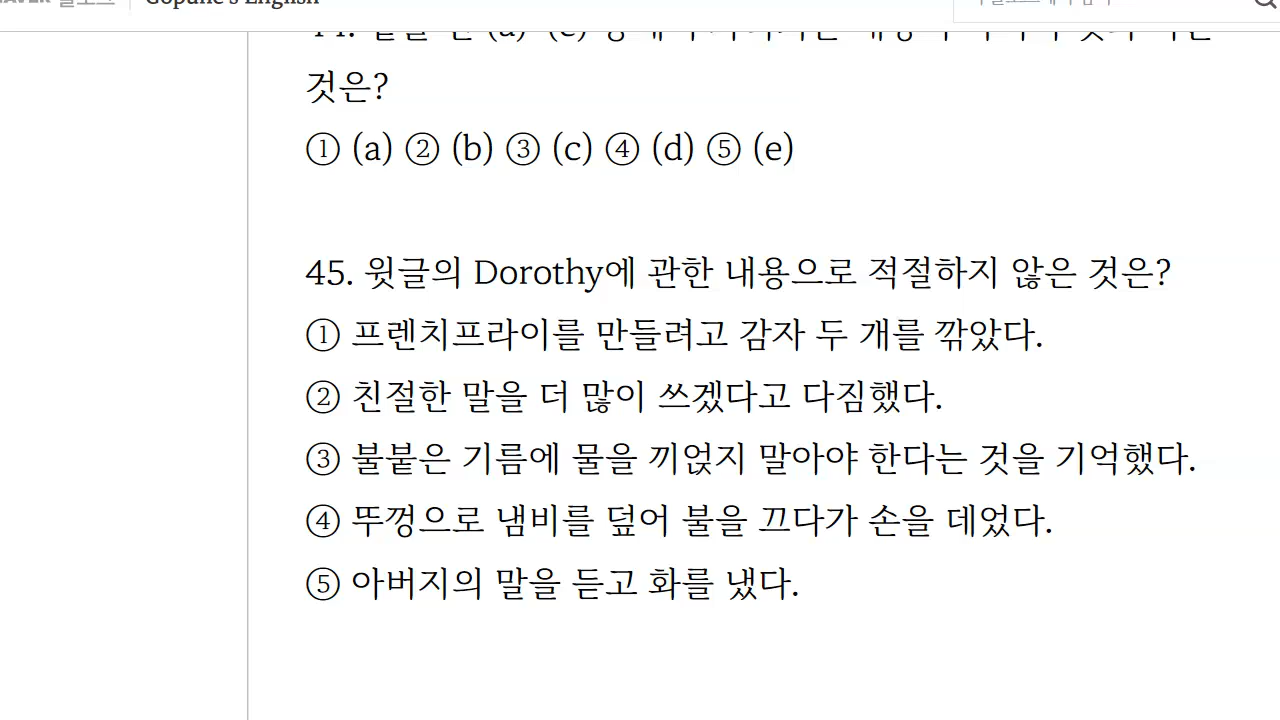 Gopune's English
것은?
① (a) ② (b) ③ (c) ④ (d) ⑤ (e)
45. 윗글의 Dorothy에 관한 내용으로 적절하지 않은 것은?
① 프렌치프라이를 만들려고 감자 두 개를 깎았다.
② 친절한 말을 더 많이 쓰겠다고 다짐했다.
③ 불붙은 기름에 물을 끼얹지 말아야 한다는 것을 기억했다.
④ 뚜껑으로 냄비를 덮어 불을 끄다가 손을 데었다.
⑤ 아버지의 말을 듣고 화를 냈다.